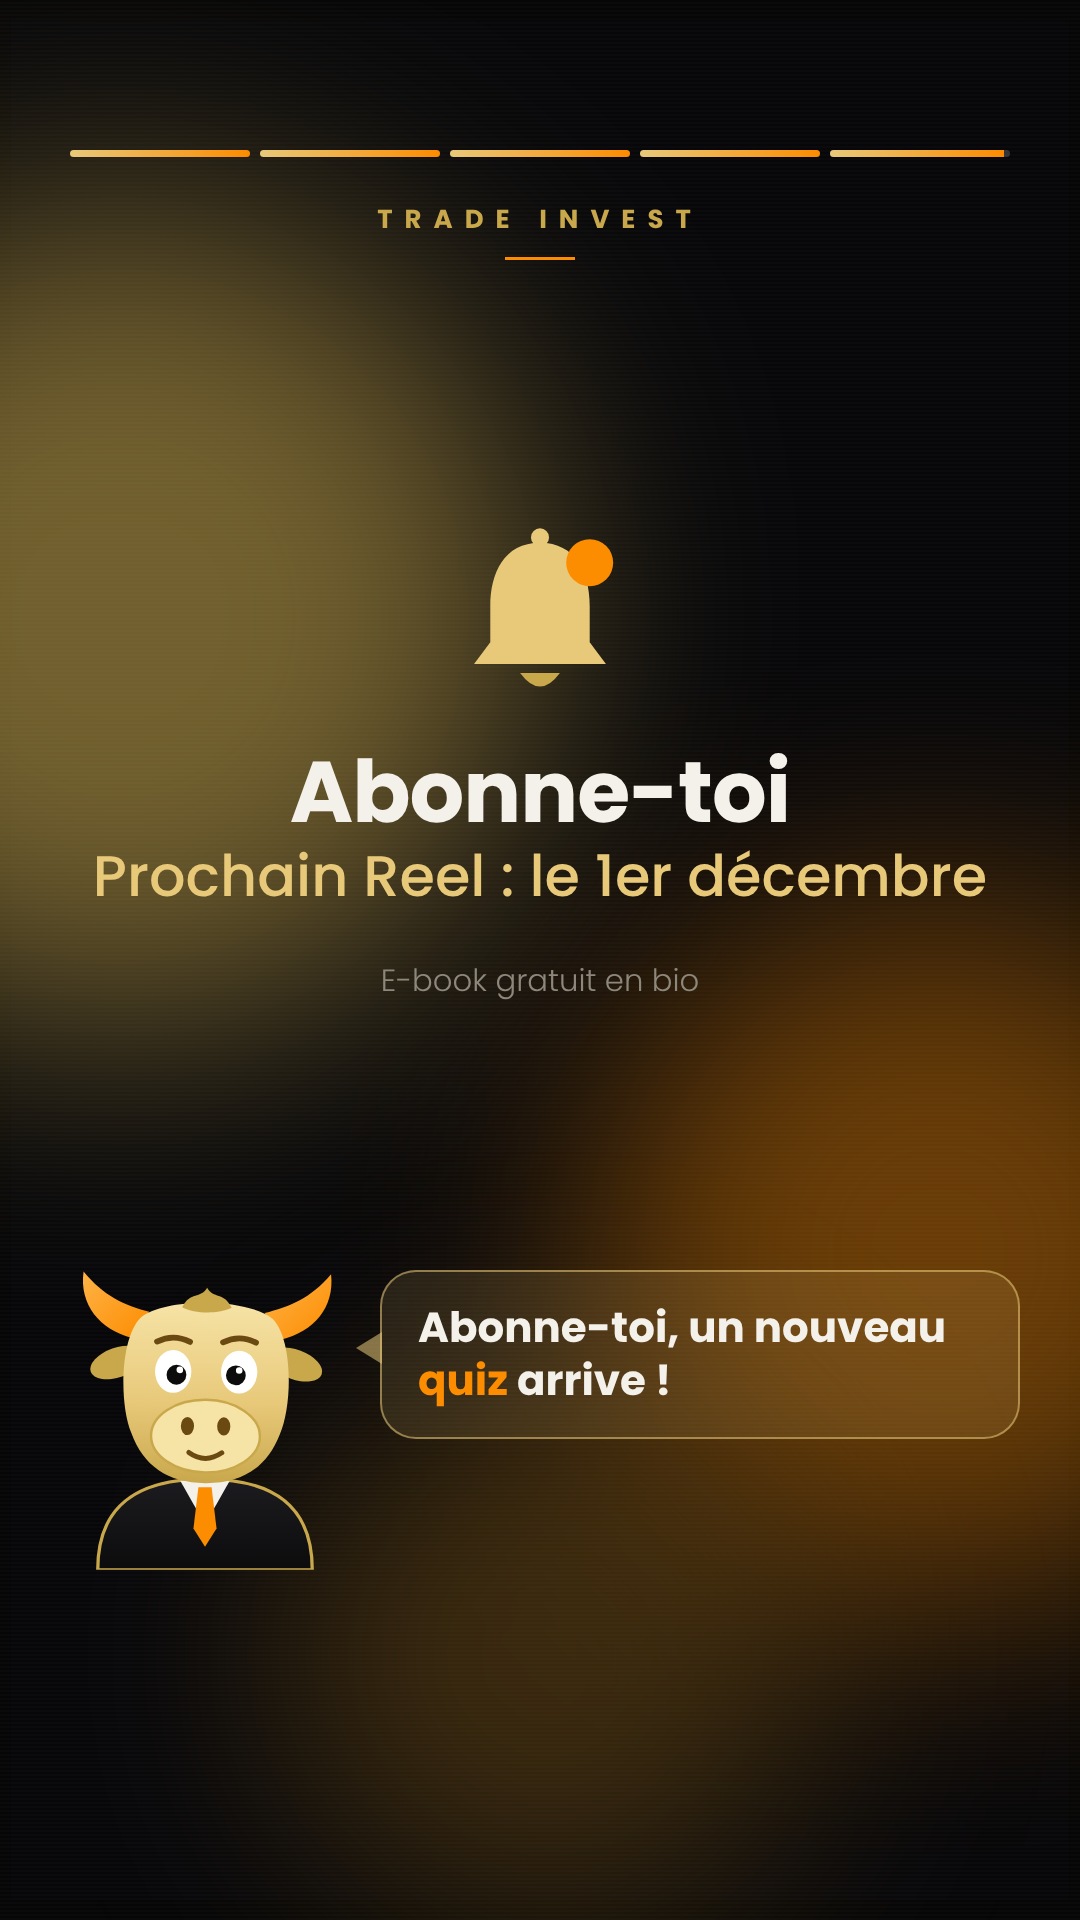 TRADE INVEST
Abonne-toi
Prochain Reel : le 1er décembre
E-book gratuit en bio
Abonne-toi, un nouveau
quiz arrive !